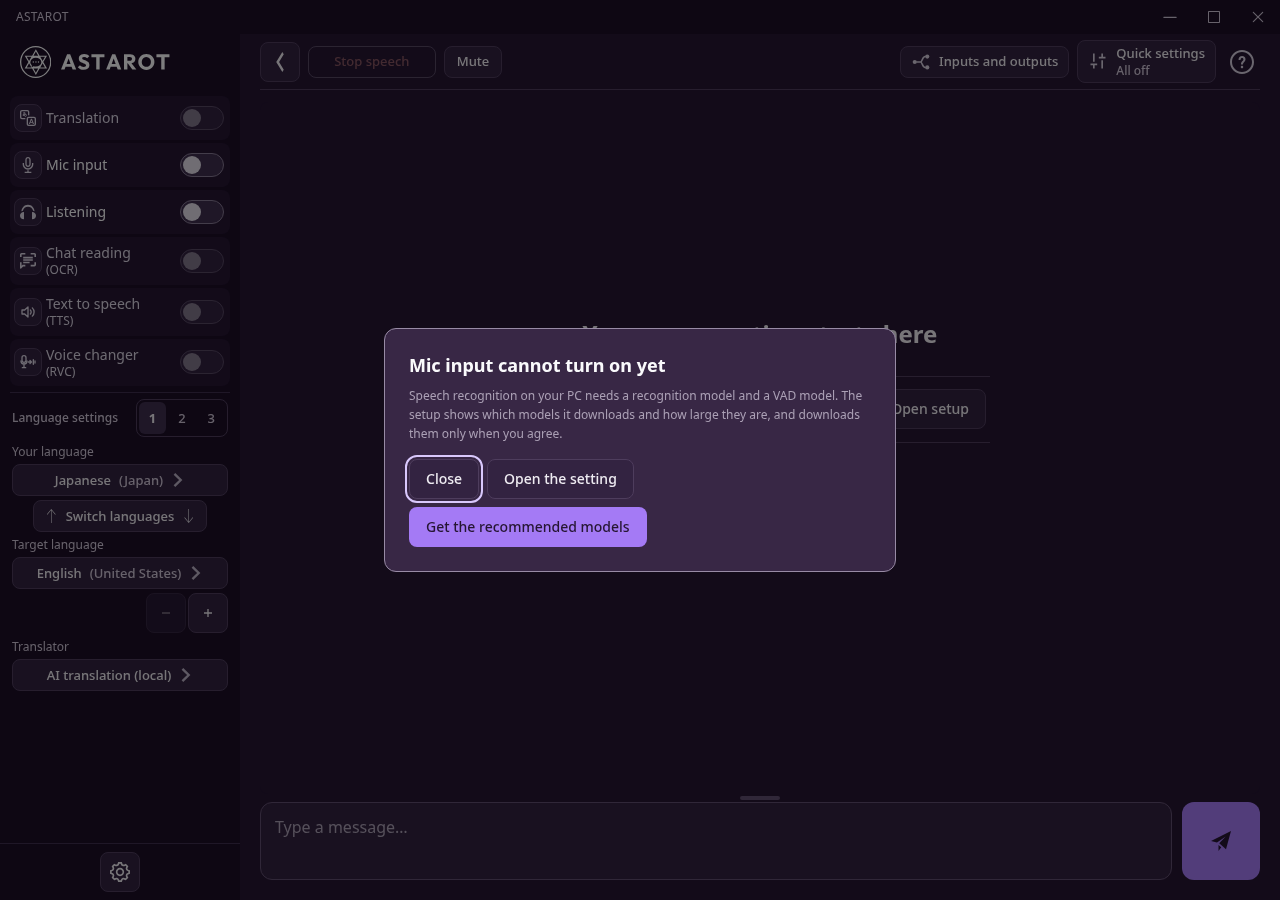 ASTAROT
ASTAROT
Stop speech
Mute
Inputs and outputs
Quick settings
All off
Translation
Mic input
Listening
Chat reading
(OCR)
Text to speech
(TTS)
Voice changer
(RVC)
Language settings
1 2 3
Your language
Japanese (Japan)
Switch languages
Target language
English (United States)
− +
Translator
AI translation (local)
here
Open setup
Mic input cannot turn on yet
Speech recognition on your PC needs a recognition model and a VAD model. The
setup shows which models it downloads and how large they are, and downloads
them only when you agree.
Close
Open the setting
Get the recommended models
Type a message...